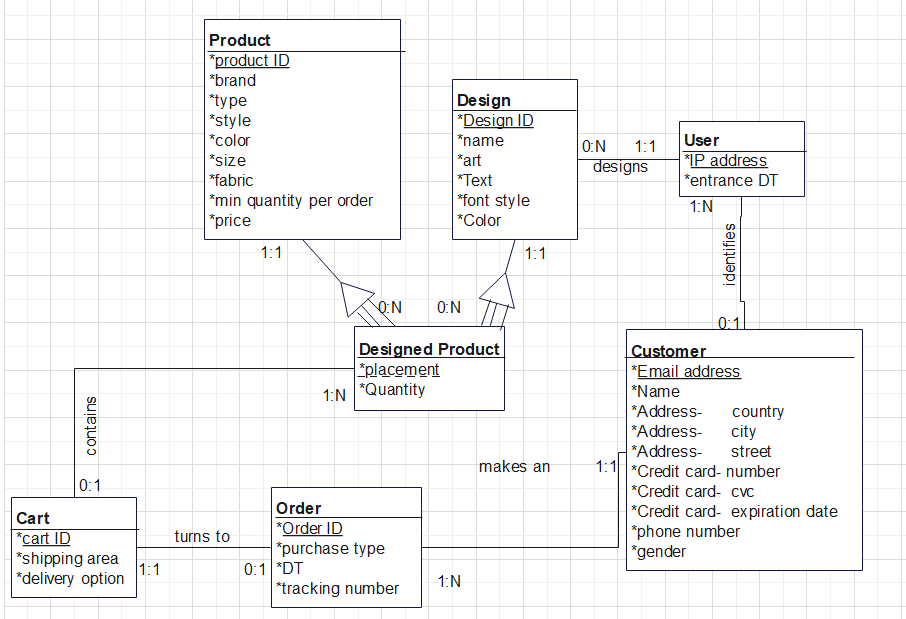 Product
*product ID
*brand
*type
*style
*color
*size
*fabric
*min quantity per order
*price
1:1
Design
*Design ID
*name
*art
*Text
*font style
*Color
1:1
0:N 1:1
designs
User
*IP address
*entrance DT
1:N
identifies
0:1
0:N 0:N
Designed Product
*placement
*Quantity
1:N
contains
0:1
Customer
*Email address
*Name
*Address- country
*Address- city
*Address- street
*Credit card- number
*Credit card- cvc
*Credit card- expiration date
*phone number
*gender
makes an 1:1
Cart
*cart ID
*shipping area
*delivery option
turns to
1:1 0:1
Order
*Order ID
*purchase type
*DT
*tracking number
1:N